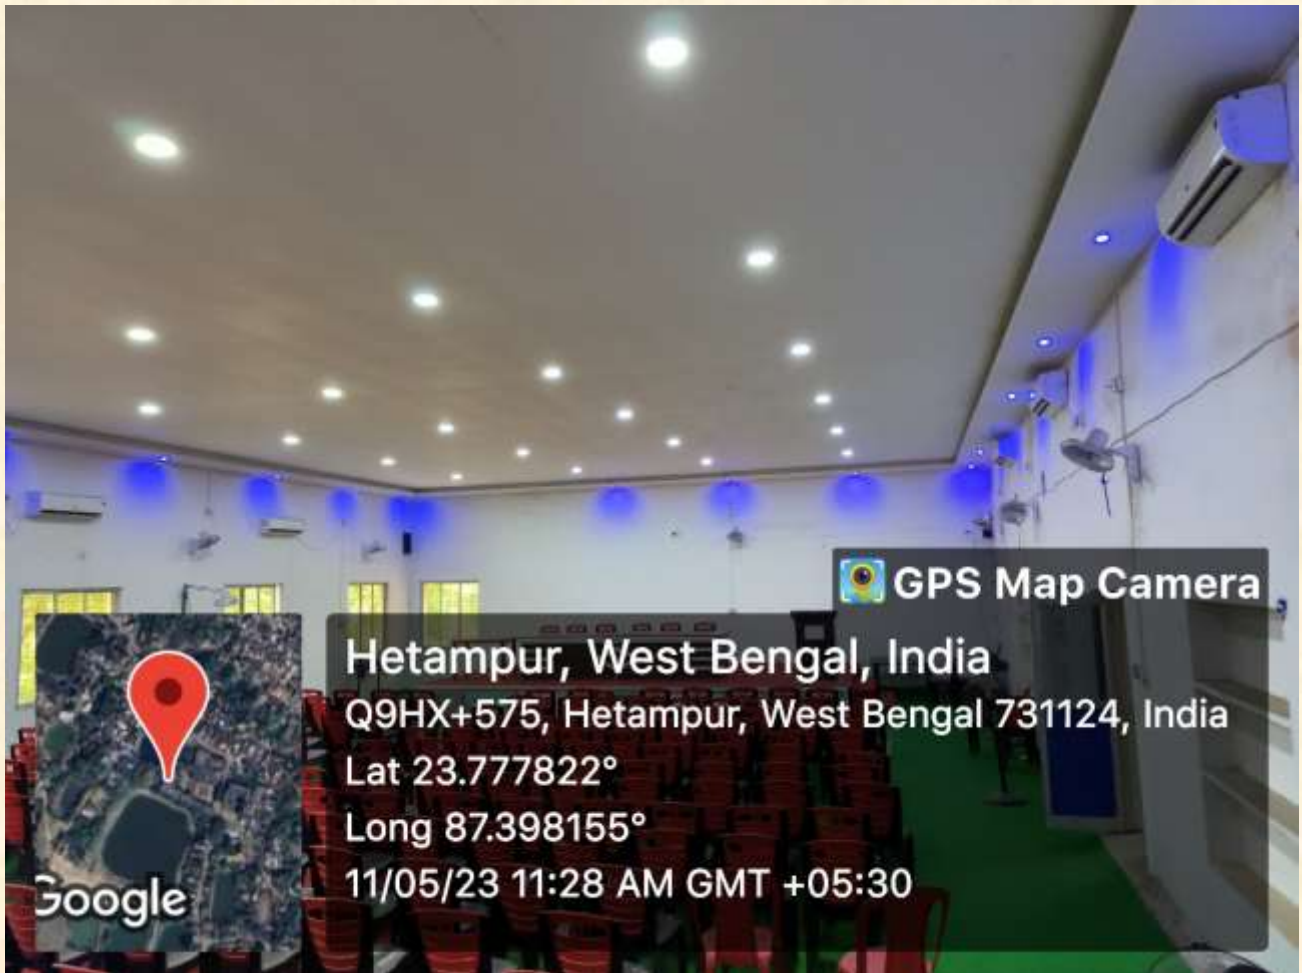 GPS Map Camera
Hetampur, West Bengal, India
Q9HX+575, Hetampur, West Bengal 731124, India
Lat 23.777822°
Long 87.398155°
11/05/23 11:28 AM GMT +05:30
Google